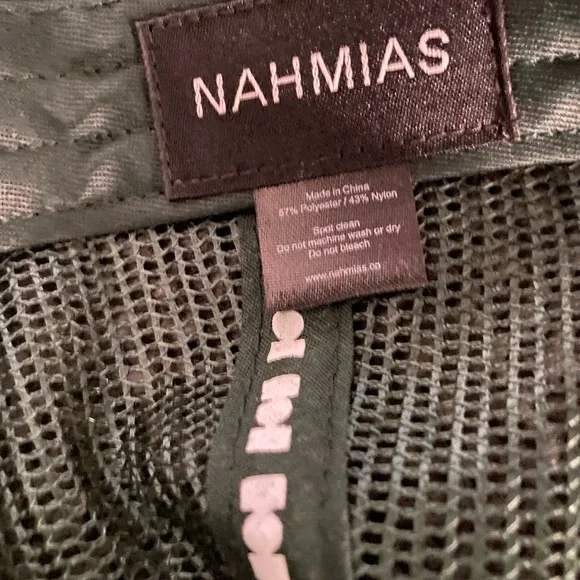 NAHMIAS
Made in China
57% Polyester / 43% Nylon
Spot clean
Do not machine wash or dry
Do not bleach
www.nahmias.co